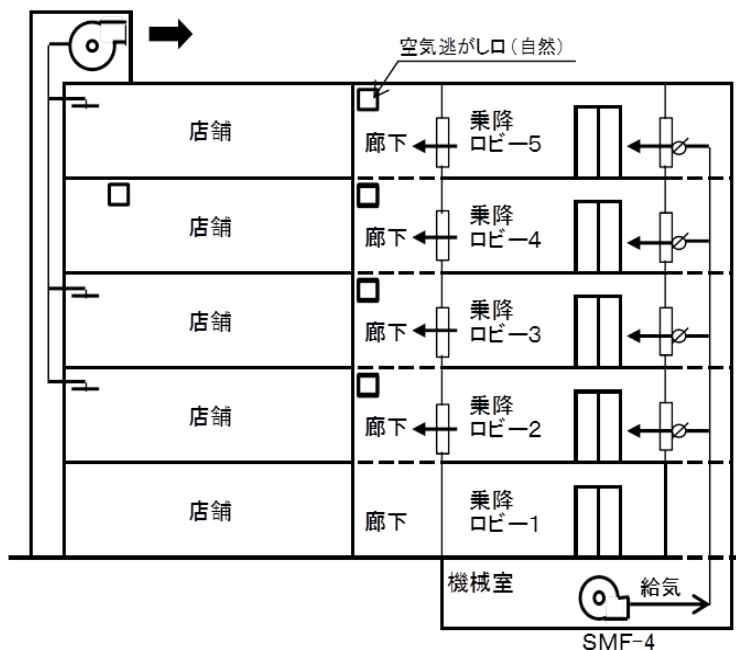 空気逃がし口（自然）
店舗
廊下
乗降
ロビー5
店舗
廊下
乗降
ロビー4
店舗
廊下
乗降
ロビー3
店舗
廊下
乗降
ロビー2
店舗
廊下
乗降
ロビー1
機械室
給気
SMF-4